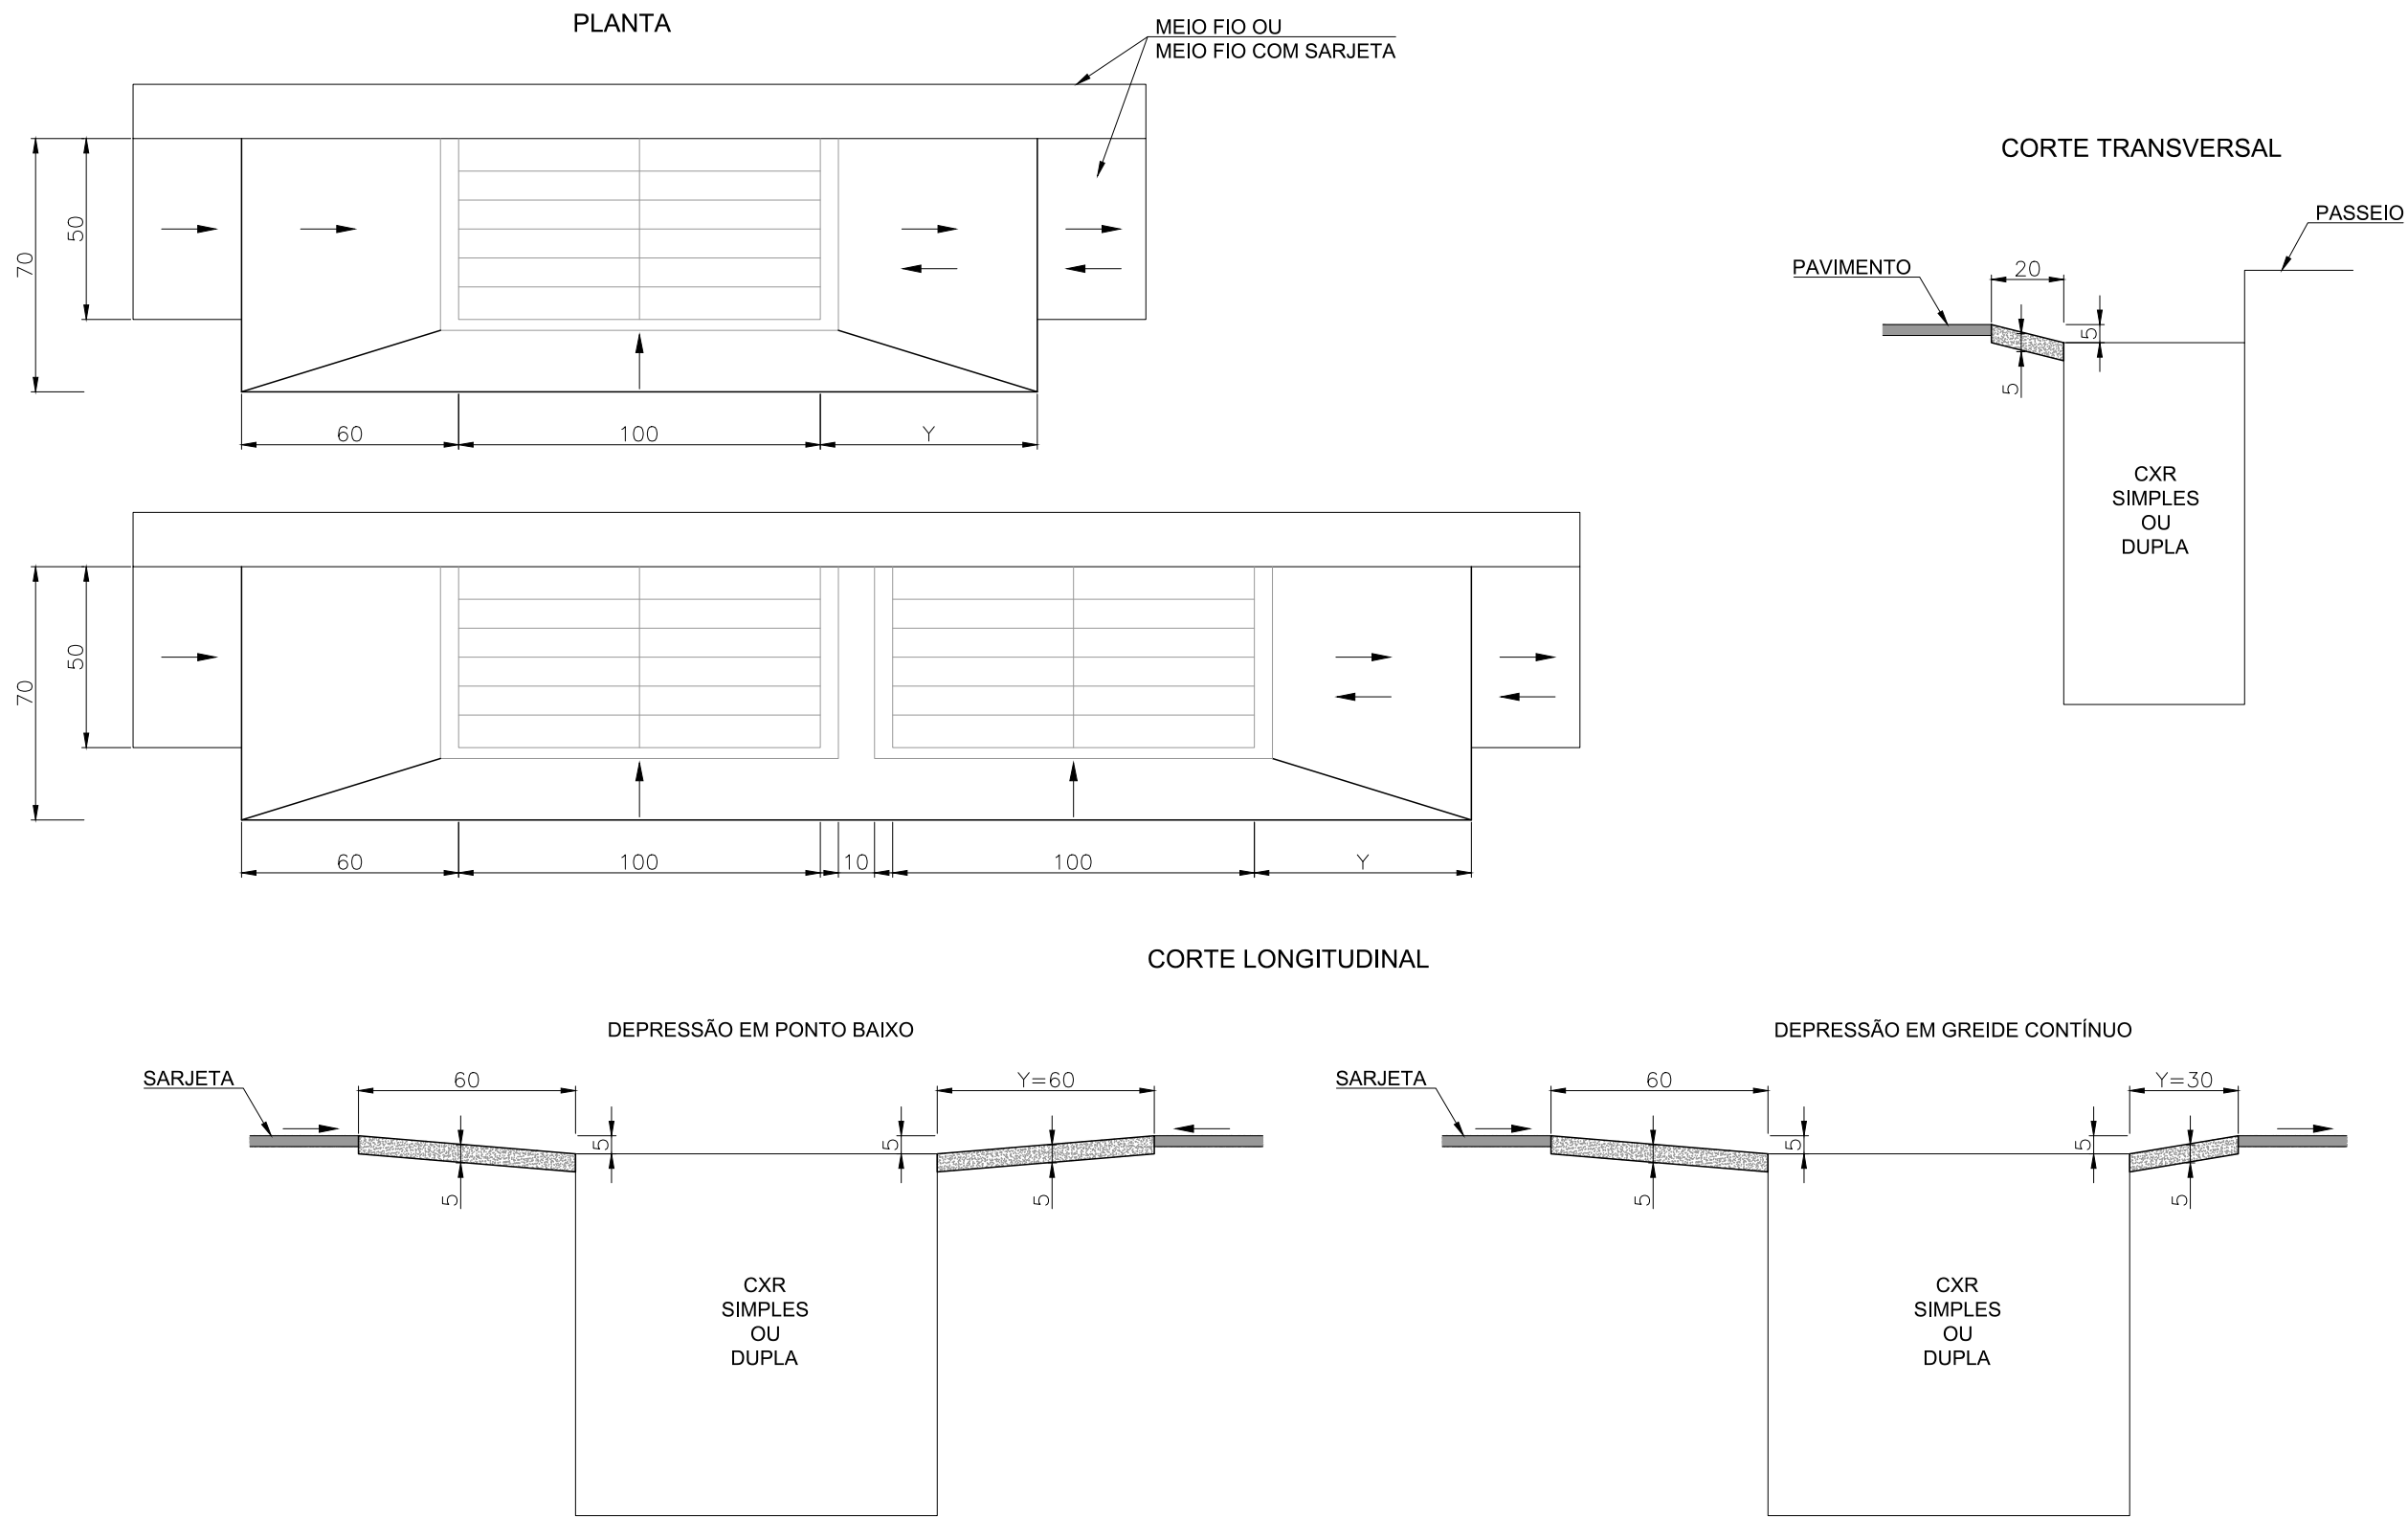 PLANTA
MEIO FIO OU
MEIO FIO COM SARJETA
70
50
60
100
Y
CORTE TRANSVERSAL
PASSEIO
PAVIMENTO
20
5
5
CXR
SIMPLES
OU
DUPLA
70
50
60
100
10
100
Y
CORTE LONGITUDINAL
DEPRESSÃO EM PONTO BAIXO
SARJETA
60
Y=60
5
5
5
5
CXR
SIMPLES
OU
DUPLA
DEPRESSÃO EM GREIDE CONTÍNUO
SARJETA
60
Y=30
5
5
5
5
CXR
SIMPLES
OU
DUPLA